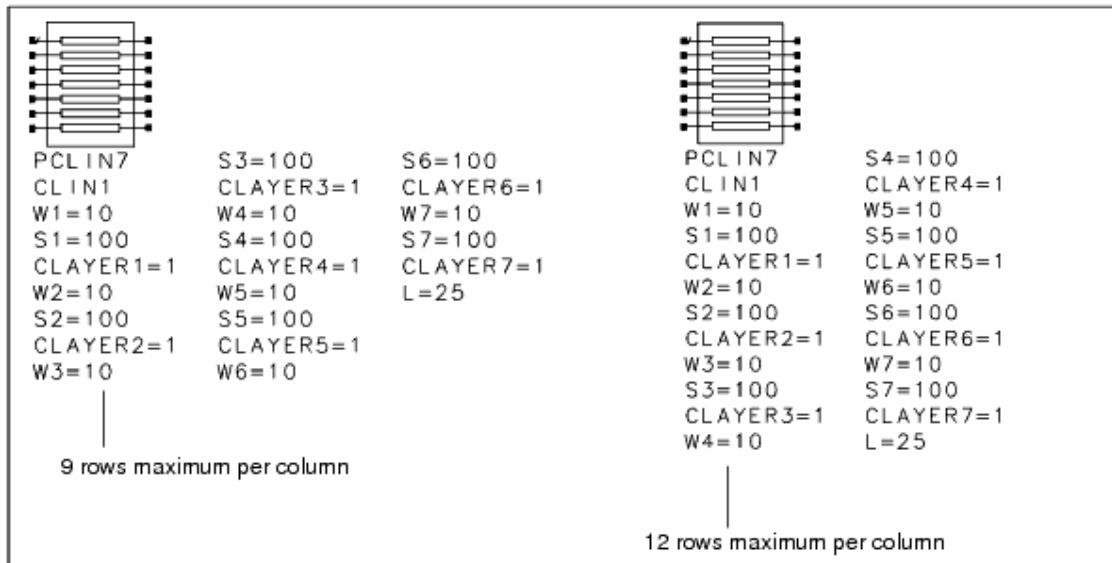 PCLIN7
CLIN1
W1=10
S1=100
CLAYER1=1
W2=10
S2=100
CLAYER2=1
W3=10
S3=100
CLAYER3=1
W4=10
S4=100
CLAYER4=1
W5=10
S5=100
CLAYER5=1
W6=10
S6=100
CLAYER6=1
W7=10
S7=100
CLAYER7=1
L=25
9 rows maximum per column
PCLIN7
CLIN1
W1=10
S1=100
CLAYER1=1
W2=10
S2=100
CLAYER2=1
W3=10
S3=100
CLAYER3=1
W4=10
S4=100
CLAYER4=1
W5=10
S5=100
CLAYER5=1
W6=10
S6=100
CLAYER6=1
W7=10
S7=100
CLAYER7=1
L=25
12 rows maximum per column